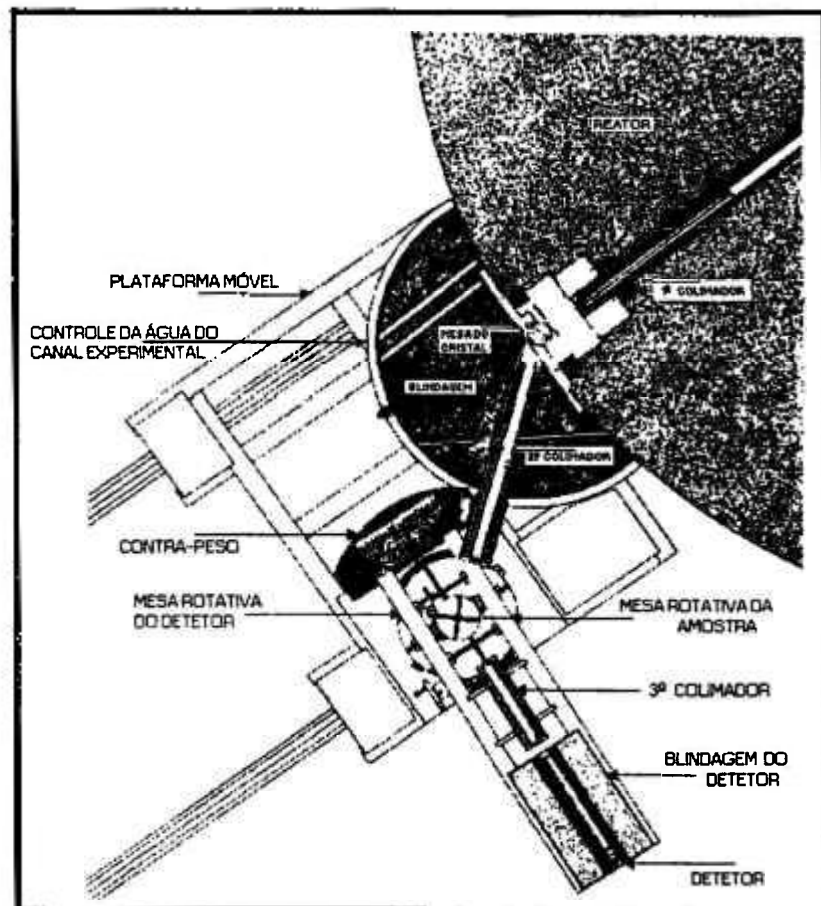 REATOR
1º COLIMADOR
PLATAFORMA MÓVEL
CONTROLE DA ÁGUA DO
CANAL EXPERIMENTAL
MESA DO
CRISTAL
BLINDAGEM
2º COLIMADOR
CONTRA-PESO
MESA ROTATIVA
DO DETETOR
MESA ROTATIVA DA
AMOSTRA
3º COLIMADOR
BLINDAGEM DO
DETETOR
DETETOR